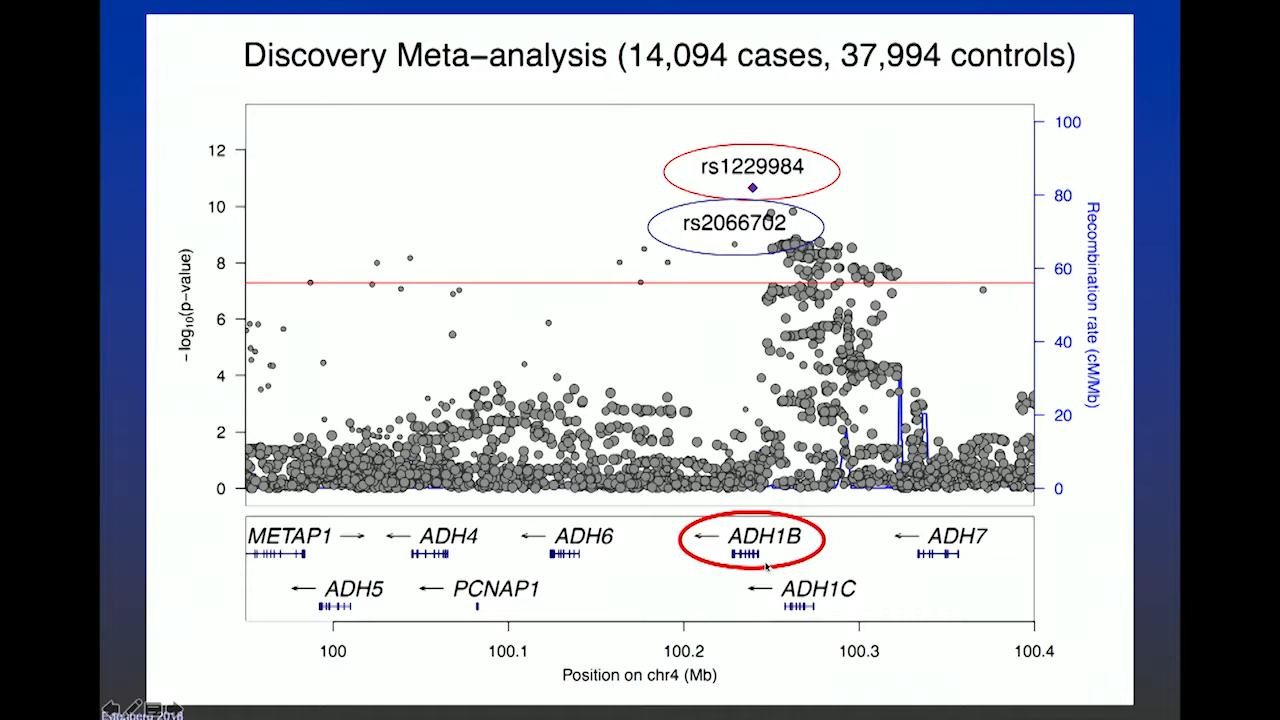 Discovery Meta−analysis (14,094 cases, 37,994 controls)
12
10
8
6
4
2
0
−log10(p−value)
100
80
60
40
20
0
Recombination rate (cM/Mb)
rs1229984
rs2066702
METAP1
ADH4
ADH6
ADH1B
ADH7
ADH5
PCNAP1
ADH1C
100
100.1
100.2
100.3
100.4
Position on chr4 (Mb)